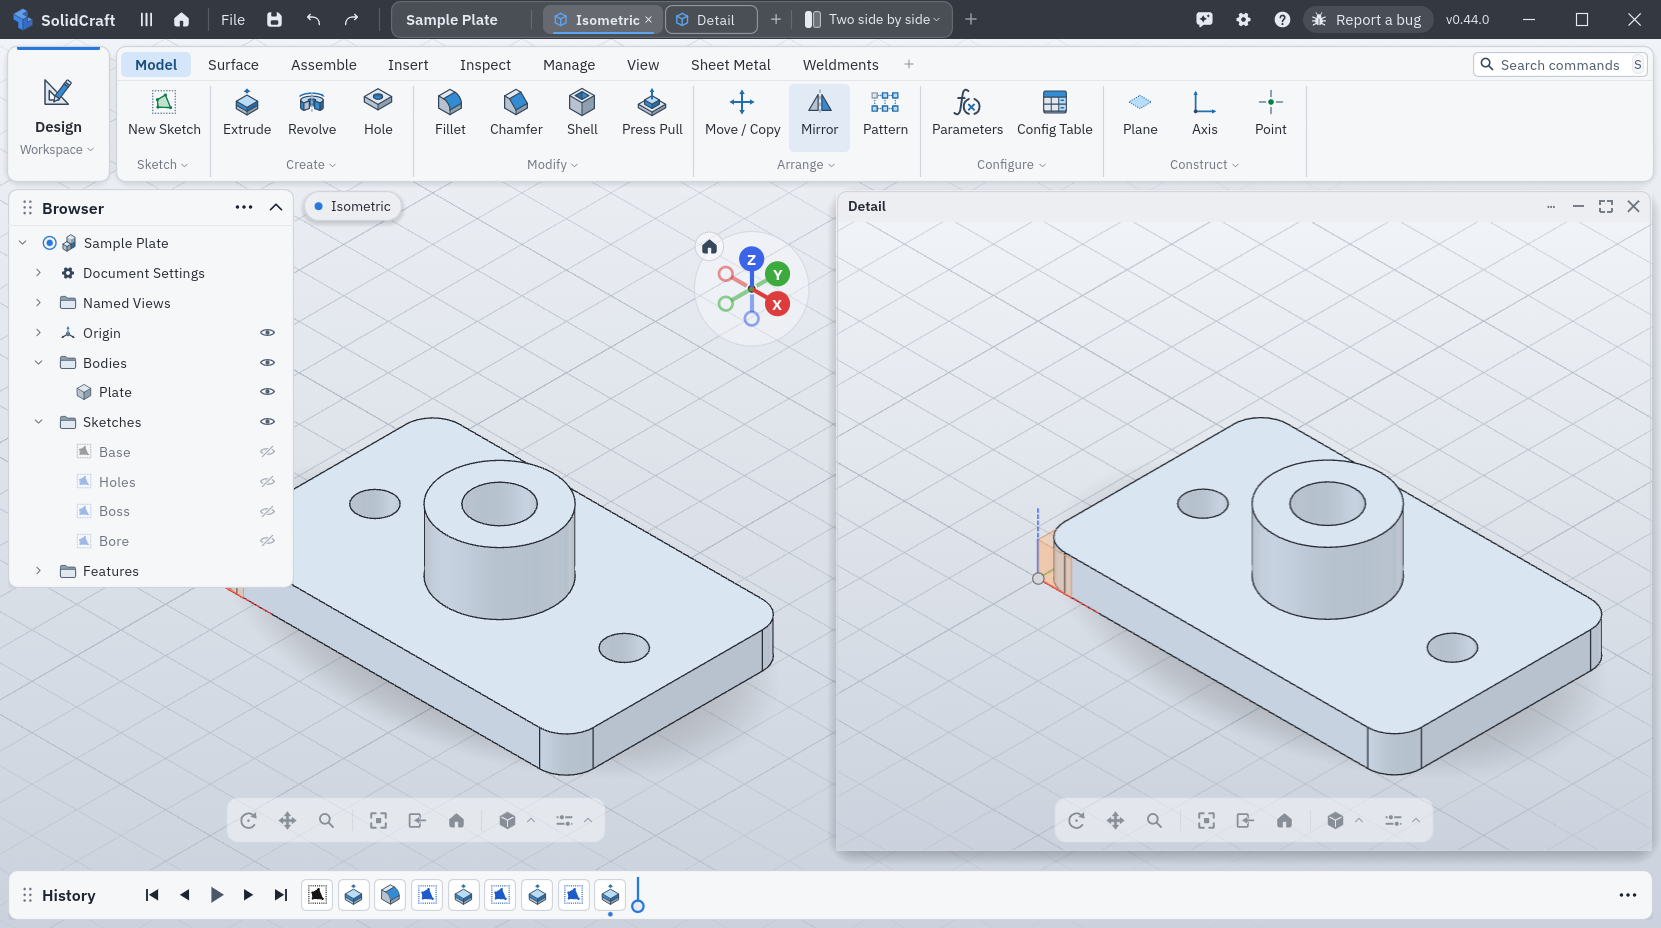 SolidCraft
File
Sample Plate
Isometric
Detail
Two side by side
Report a bug
v0.44.0
Design
Workspace
Model
Surface
Assemble
Insert
Inspect
Manage
View
Sheet Metal
Weldments
Search commands
S
New Sketch
Extrude
Revolve
Hole
Fillet
Chamfer
Shell
Press Pull
Move / Copy
Mirror
Pattern
Parameters
Config Table
Plane
Axis
Point
Sketch
Create
Modify
Arrange
Configure
Construct
Browser
Sample Plate
Document Settings
Named Views
Origin
Bodies
Plate
Sketches
Base
Holes
Boss
Bore
Features
Isometric
Z
Y
X
Detail
History